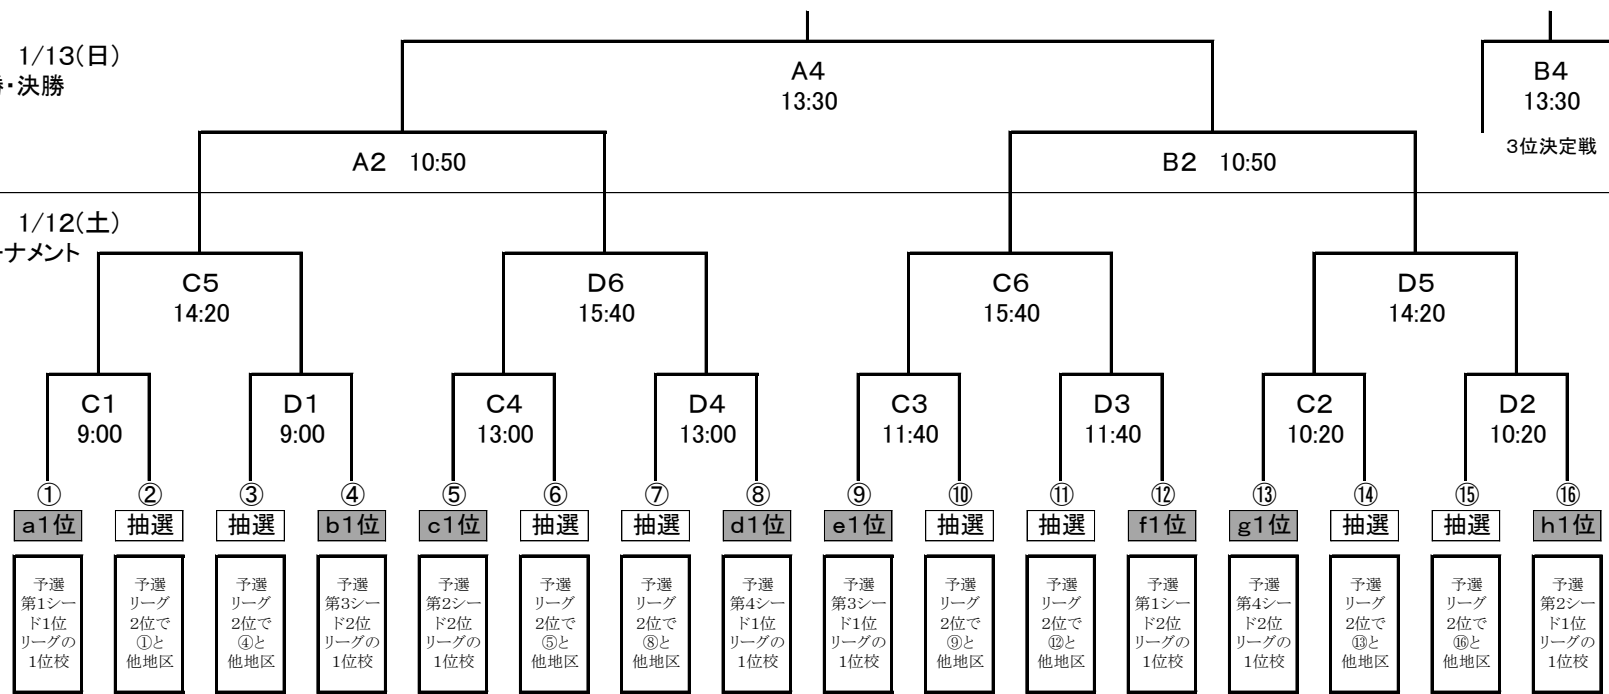 1/13(日)
・決勝
A4
13:30
B4
13:30
3位決定戦
A2 10:50
B2 10:50
1/12(土)
ーナメント
C5
14:20
D6
15:40
C6
15:40
D5
14:20
C1
9:00
D1
9:00
C4
13:00
D4
13:00
C3
11:40
D3
11:40
C2
10:20
D2
10:20
① ② ③ ④ ⑤ ⑥ ⑦ ⑧ ⑨ ⑩ ⑪ ⑫ ⑬ ⑭ ⑮ ⑯
a1位 抽選 抽選 b1位 c1位 抽選 抽選 d1位 e1位 抽選 抽選 f1位 g1位 抽選 抽選 h1位
予選
第1シー
ド1位
リーグの
1位校
予選
リーグ
2位で
①と
他地区
予選
リーグ
2位で
④と
他地区
予選
第3シー
ド2位
リーグの
1位校
予選
第2シー
ド2位
リーグの
1位校
予選
リーグ
2位で
⑤と
他地区
予選
リーグ
2位で
⑧と
他地区
予選
第4シー
ド1位
リーグの
1位校
予選
第3シー
ド1位
リーグの
1位校
予選
リーグ
2位で
⑨と
他地区
予選
リーグ
2位で
⑫と
他地区
予選
第1シー
ド2位
リーグの
1位校
予選
第4シー
ド2位
リーグの
1位校
予選
リーグ
2位で
⑬と
他地区
予選
リーグ
2位で
⑯と
他地区
予選
第2シー
ド1位
リーグの
1位校